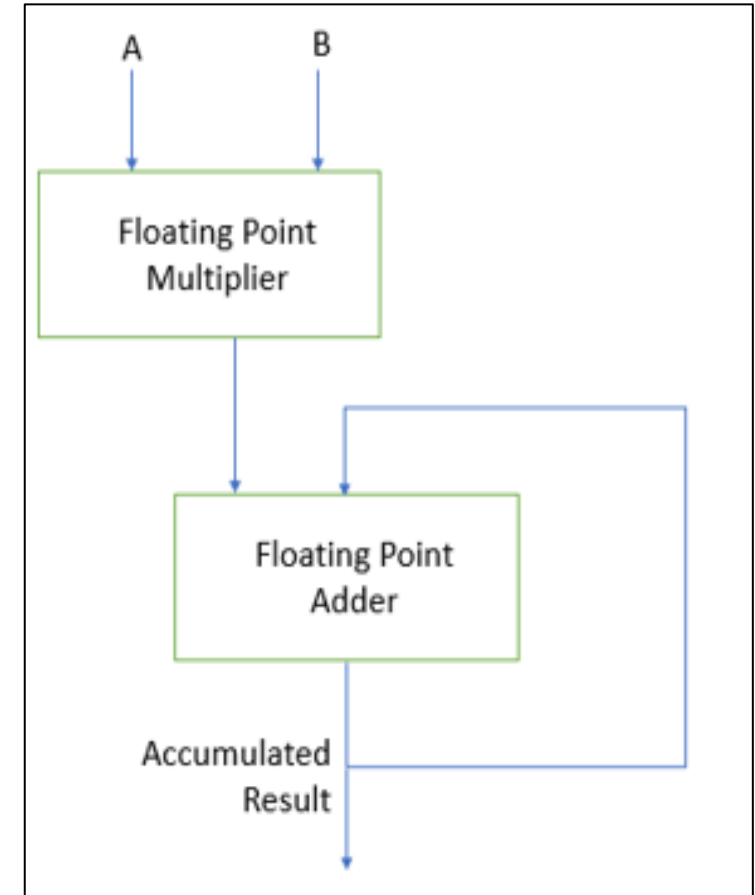 A
B
Floating Point
Multiplier
Floating Point
Adder
Accumulated
Result